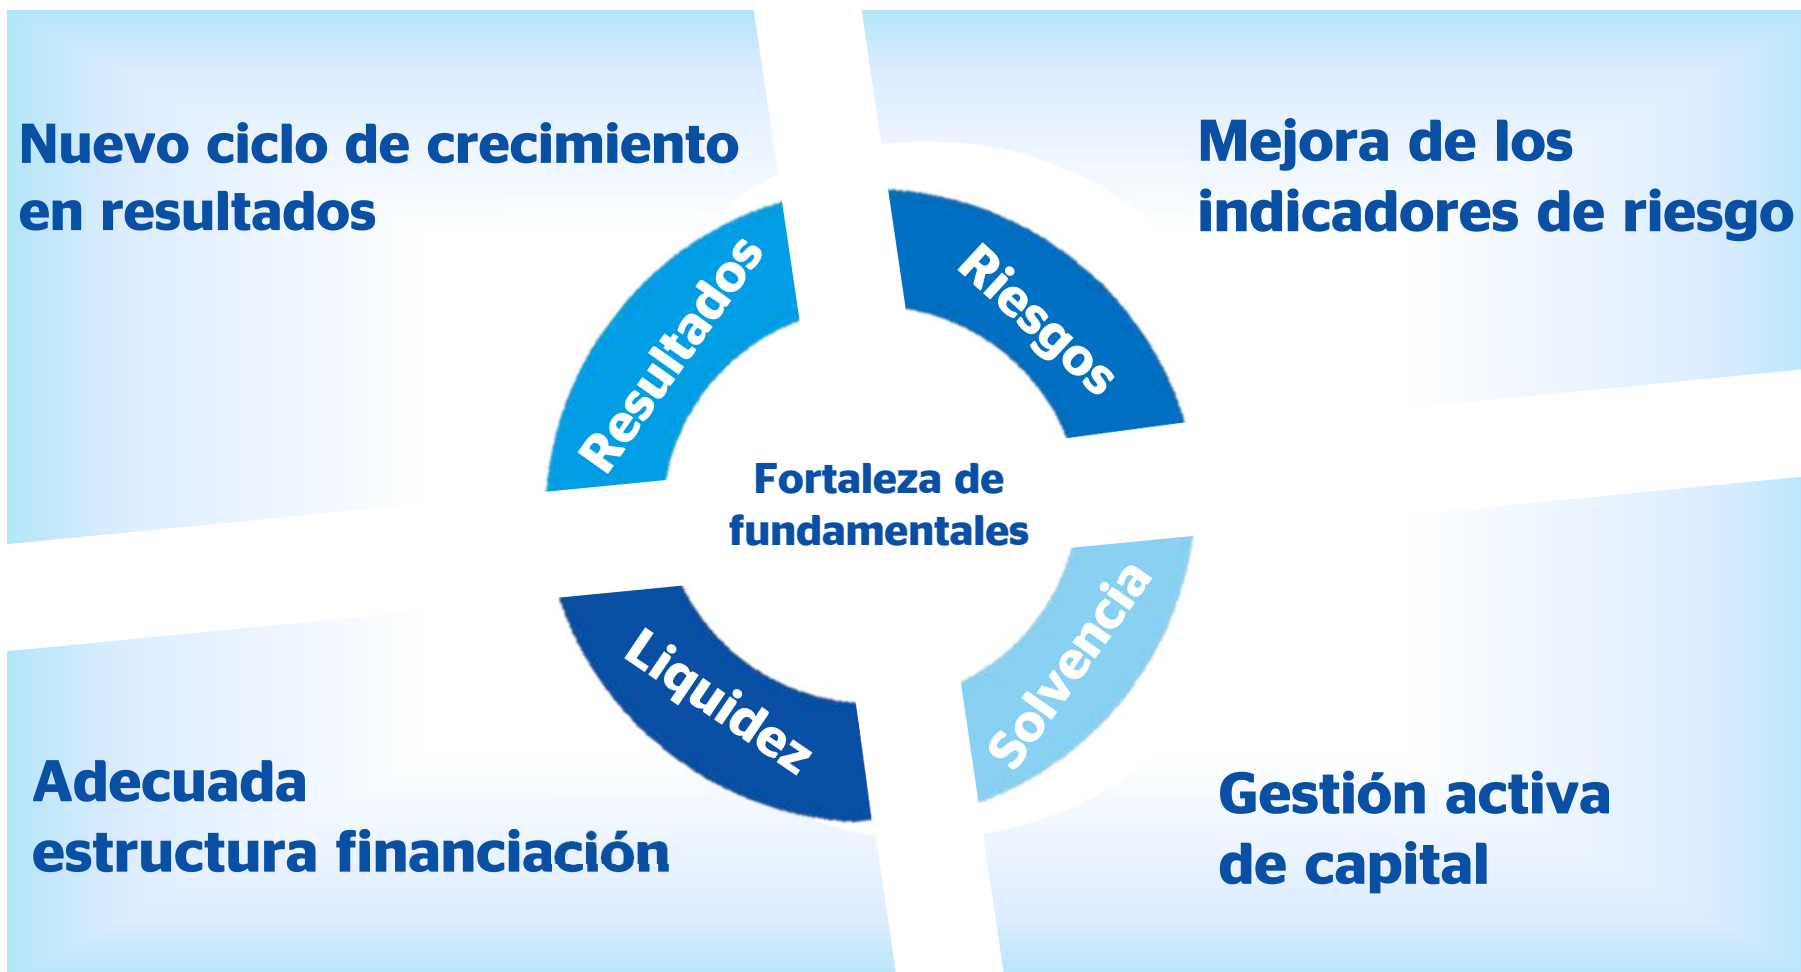 Nuevo ciclo de crecimiento
en resultados
Mejora de los
indicadores de riesgo
Resultados
Riesgos
Fortaleza de
fundamentales
Liquidez
Solvencia
Adecuada
estructura financiación
Gestión activa
de capital